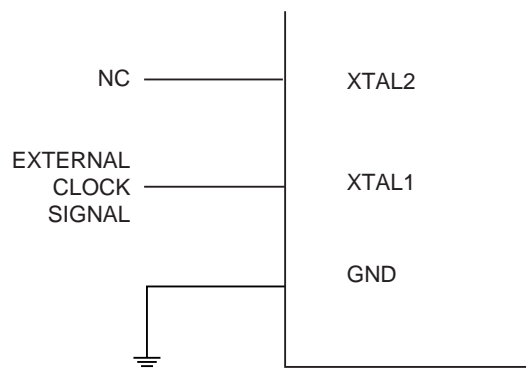 NC
XTAL2
EXTERNAL
CLOCK
SIGNAL
XTAL1
GND